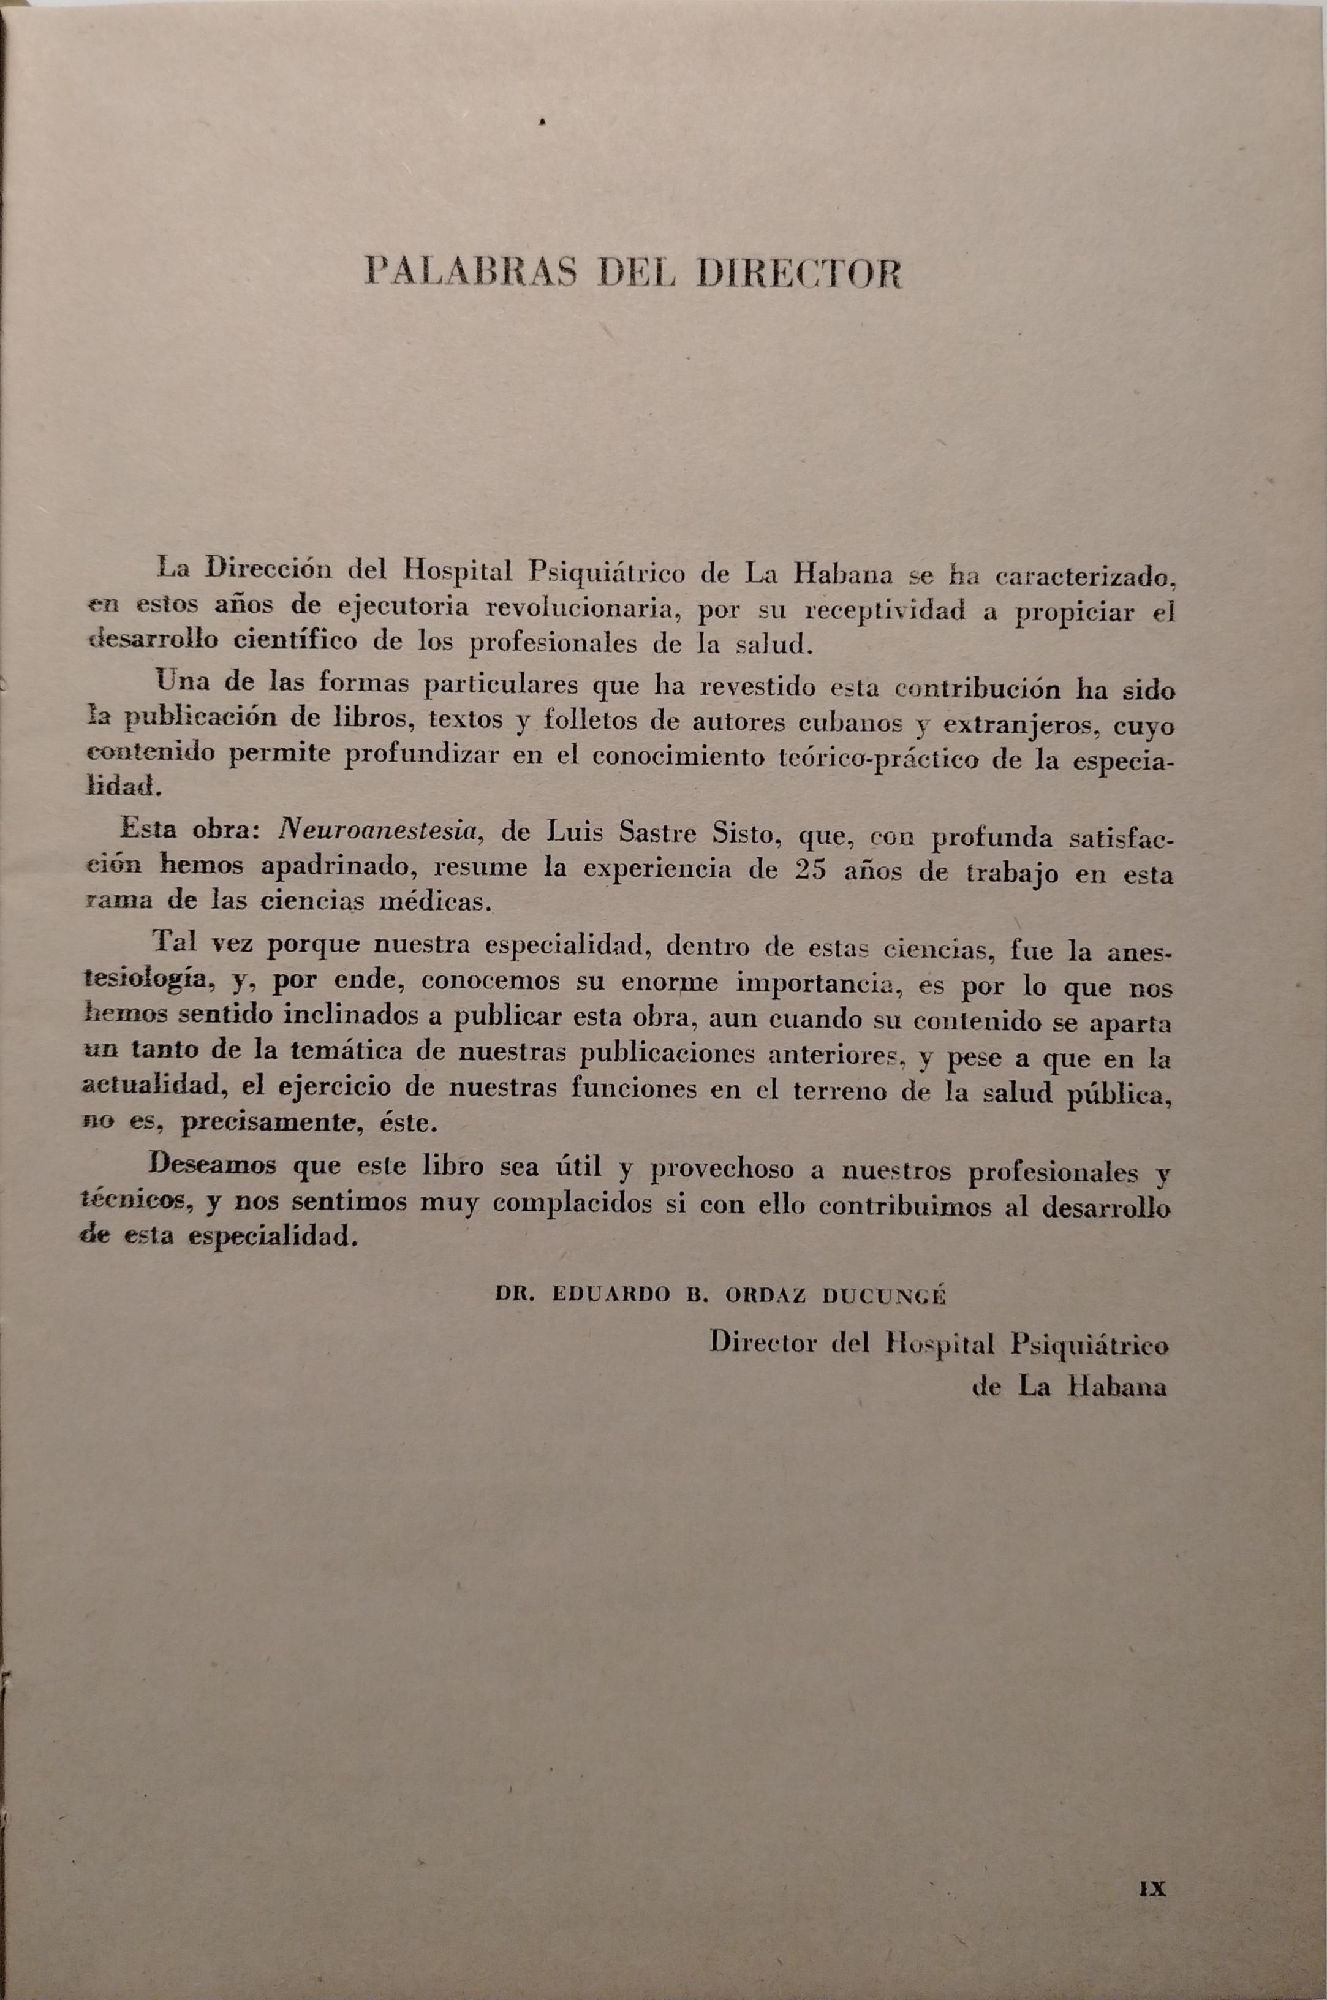 PALABRAS DEL DIRECTOR
La Dirección del Hospital Psiquiátrico de La Habana se ha caracterizado,
en estos años de ejecutoria revolucionaria, por su receptividad a propiciar el
desarrollo científico de los profesionales de la salud.
Una de las formas particulares que ha revestido esta contribución ha sido
la publicación de libros, textos y folletos de autores cubanos y extranjeros, cuyo
contenido permite profundizar en el conocimiento teórico-práctico de la especia-
lidad.
Esta obra: Neuroanestesia, de Luis Sastre Sisto, que, con profunda satisfac-
ción hemos apadrinado, resume la experiencia de 25 años de trabajo en esta
rama de las ciencias médicas.
Tal vez porque nuestra especialidad, dentro de estas ciencias, fue la anes-
tesiología, y, por ende, conocemos su enorme importancia, es por lo que nos
hemos sentido inclinados a publicar esta obra, aun cuando su contenido se aparta
un tanto de la temática de nuestras publicaciones anteriores, y pese a que en la
actualidad, el ejercicio de nuestras funciones en el terreno de la salud pública,
no es, precisamente, éste.
Deseamos que este libro sea útil y provechoso a nuestros profesionales y
técnicos, y nos sentimos muy complacidos si con ello contribuimos al desarrollo
de esta especialidad.
DR. EDUARDO B. ORDAZ DUCUNGÉ
Director del Hospital Psiquiátrico
de La Habana
IX